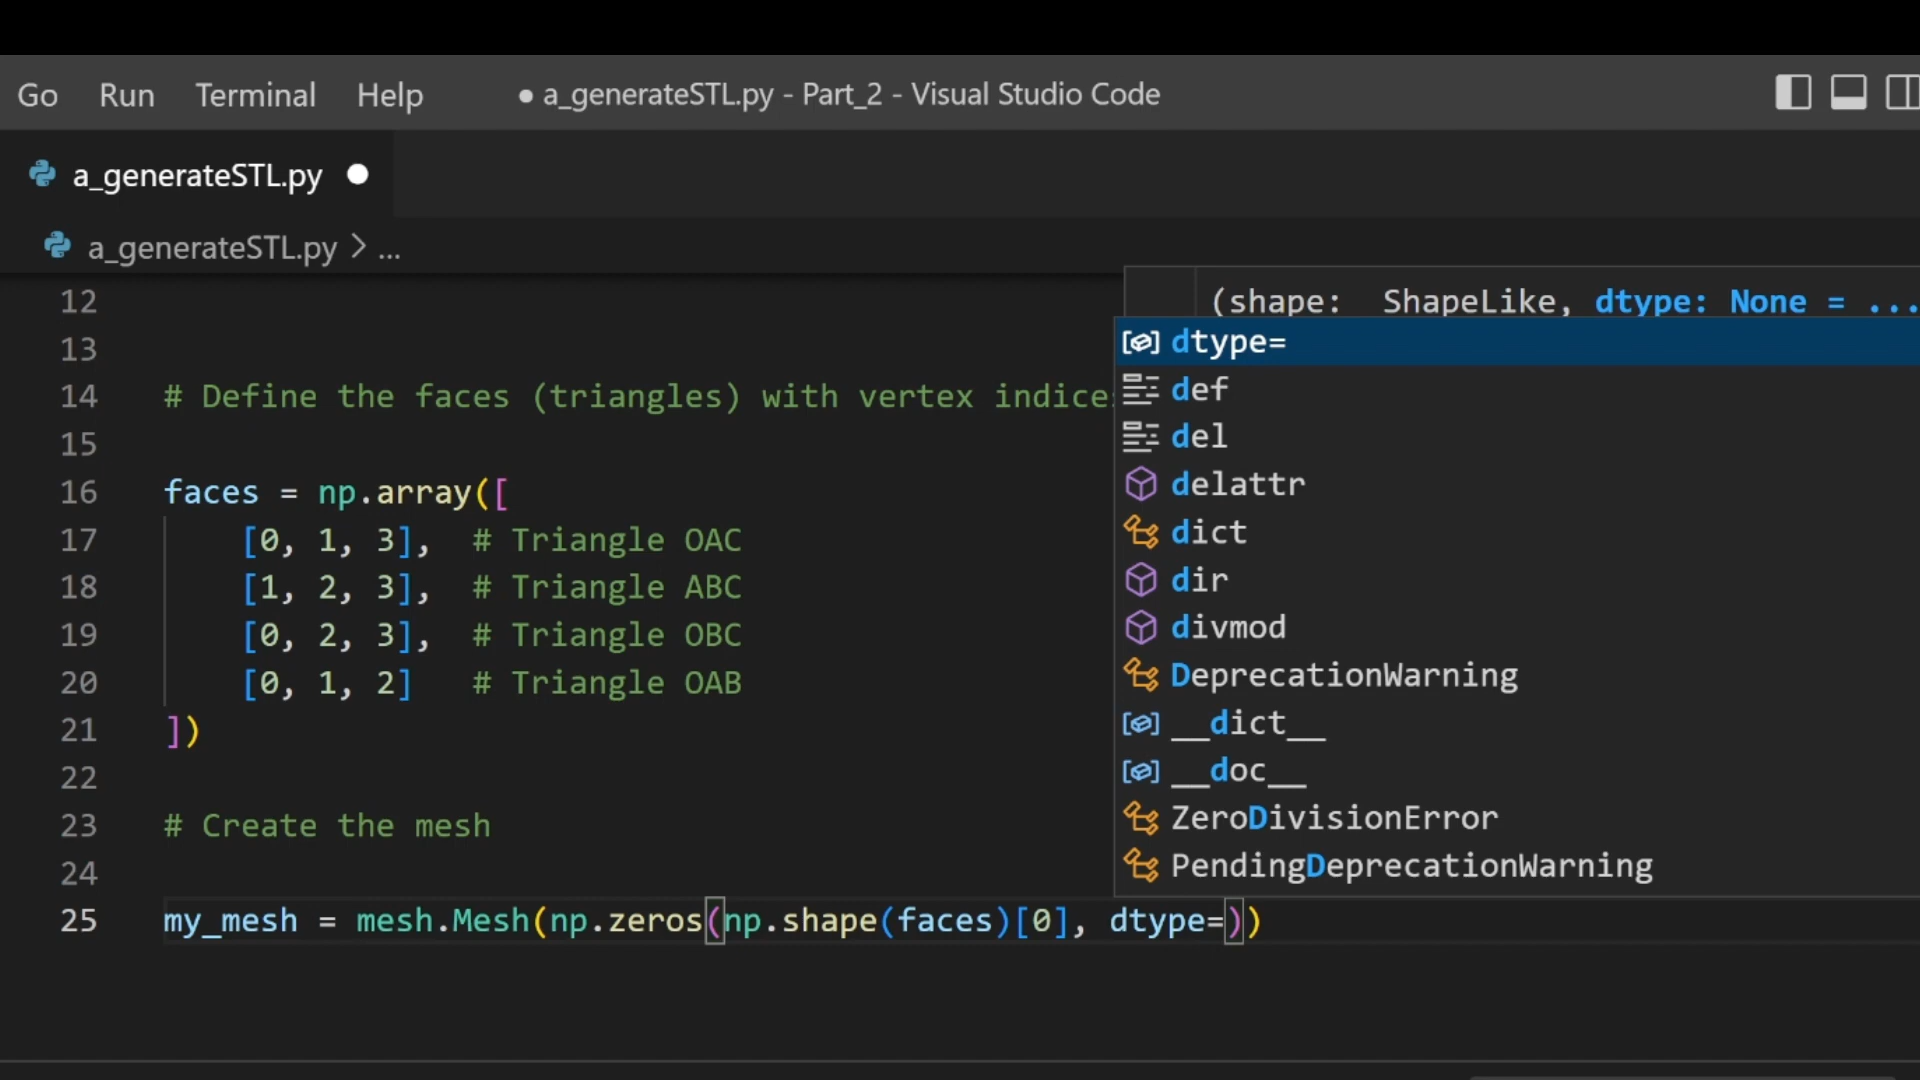 Go Run Terminal Help ● a_generateSTL.py - Part_2 - Visual Studio Code
a_generateSTL.py ●
a_generateSTL.py > ...
12
13
14 # Define the faces (triangles) with vertex indices
15
16 faces = np.array([
17 [0, 1, 3], # Triangle OAC
18 [1, 2, 3], # Triangle ABC
19 [0, 2, 3], # Triangle OBC
20 [0, 1, 2] # Triangle OAB
21 ])
22
23 # Create the mesh
24
25 my_mesh = mesh.Mesh(np.zeros(np.shape(faces)[0], dtype=))
(shape: _ShapeLike, dtype: None = ...
dtype=
def
del
delattr
dict
dir
divmod
DeprecationWarning
__dict__
__doc__
ZeroDivisionError
PendingDeprecationWarning